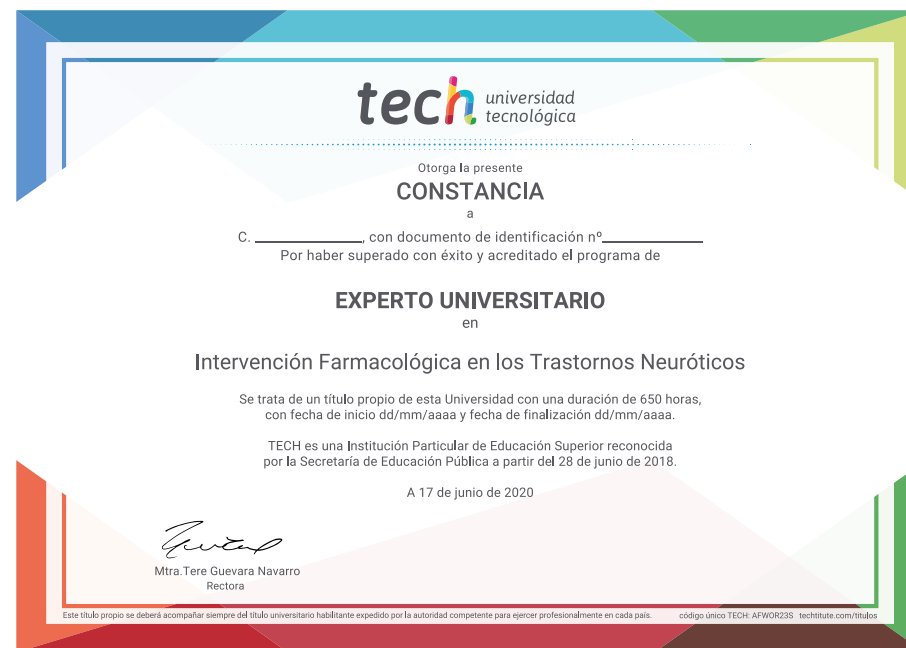 tech universidad
tecnológica
Otorga la presente
CONSTANCIA
a
C. ____________, con documento de identificación nº____________
Por haber superado con éxito y acreditado el programa de
EXPERTO UNIVERSITARIO
en
Intervención Farmacológica en los Trastornos Neuróticos
Se trata de un título propio de esta Universidad con una duración de 650 horas,
con fecha de inicio dd/mm/aaaa y fecha de finalización dd/mm/aaaa.
TECH es una Institución Particular de Educación Superior reconocida
por la Secretaría de Educación Pública a partir del 28 de junio de 2018.
A 17 de junio de 2020
Mtra.Tere Guevara Navarro
Rectora
Este título propio se deberá acompañar siempre del título universitario habilitante expedido por la autoridad competente para ejercer profesionalmente en cada país. código único TECH: AFWOR23S techtitute.com/titulos